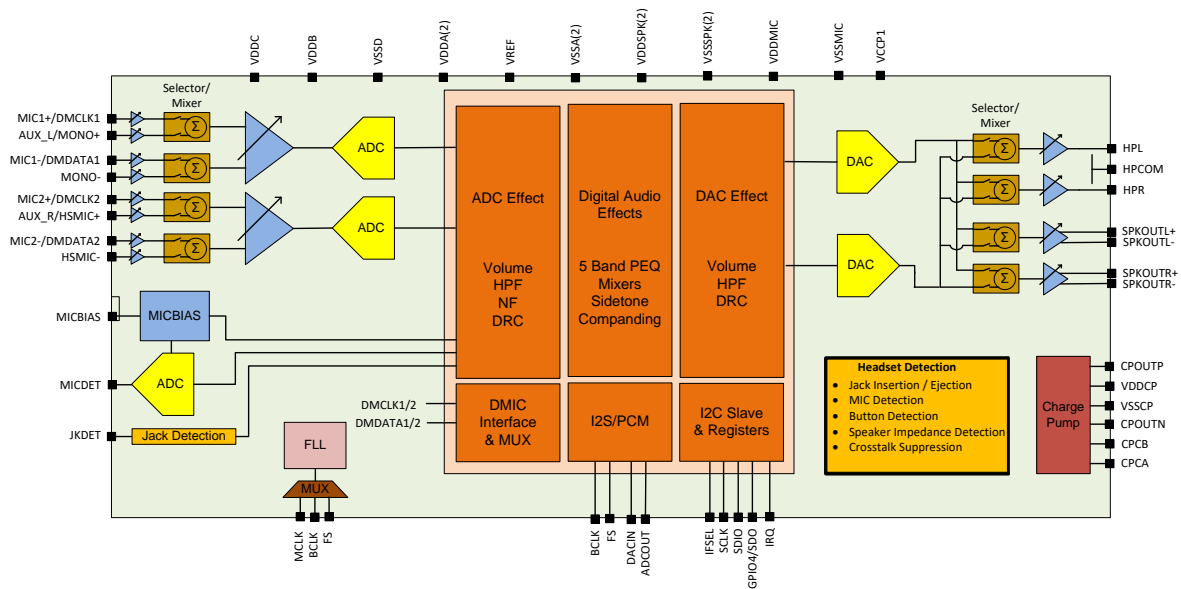 VDDC
VDDB
VSSD
VDDA(2)
VREF
VSSA(2)
VDDSPK(2)
VSSSPK(2)
VDDMIC
VSSMIC
VCCP1
Selector/
Mixer
MIC1+/DMCLK1
AUX_L/MONO+
MIC1-/DMDATA1
MONO-
MIC2+/DMCLK2
AUX_R/HSMIC+
MIC2-/DMDATA2
HSMIC-
Σ
Σ
Σ
Σ
ADC
ADC
MICBIAS
MICBIAS
MICDET
ADC
JKDET
Jack Detection
FLL
MUX
MCLK
BCLK
FS
DMCLK1/2
DMDATA1/2
ADC Effect
Volume
HPF
NF
DRC
Digital Audio
Effects
5 Band PEQ
Mixers
Sidetone
Companding
DAC Effect
Volume
HPF
DRC
DMIC
Interface
& MUX
I2S/PCM
I2C Slave
& Registers
BCLK
FS
DACIN
ADCOUT
IFSEL
SCLK
SDIO
GPIO4/SDO
IRQ
DAC
DAC
Selector/
Mixer
Σ
Σ
Σ
Σ
HPL
HPCOM
HPR
SPKOUTL+
SPKOUTL-
SPKOUTR+
SPKOUTR-
Headset Detection
• Jack Insertion / Ejection
• MIC Detection
• Button Detection
• Speaker Impedance Detection
• Crosstalk Suppression
Charge
Pump
CPOUTP
VDDCP
VSSCP
CPOUTN
CPCB
CPCA